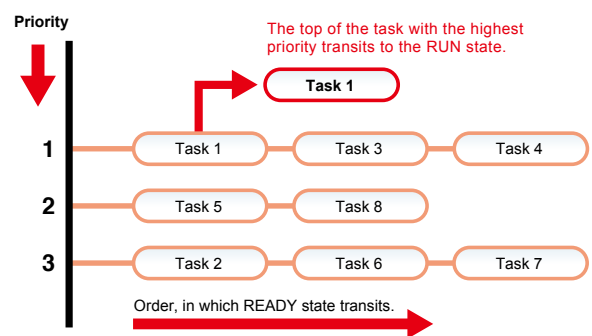 Priority
The top of the task with the highest
priority transits to the RUN state.
Task 1
1 Task 1 Task 3 Task 4
2 Task 5 Task 8
3 Task 2 Task 6 Task 7
Order, in which READY state transits.